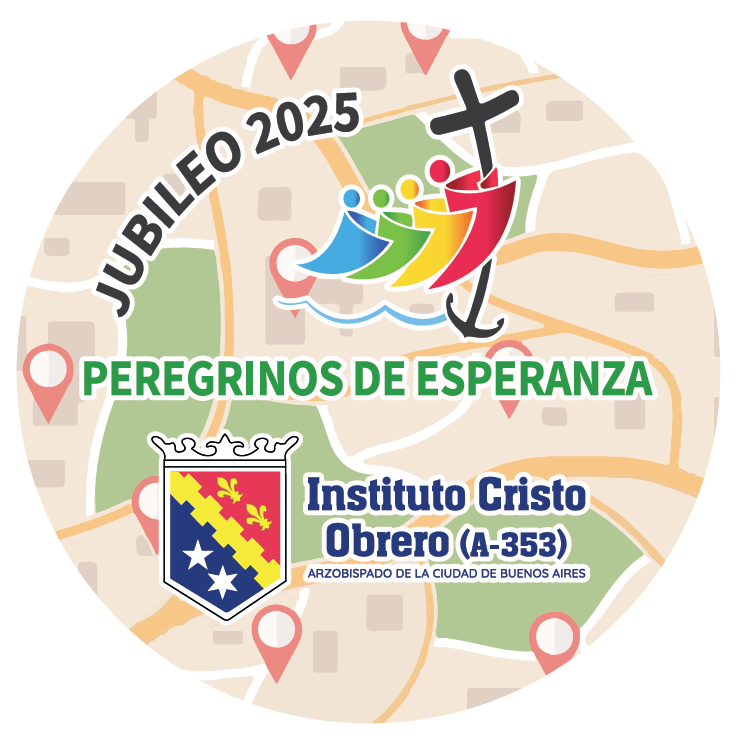 JUBILEO 2025
PEREGRINOS DE ESPERANZA
Instituto Cristo
Obrero (A-353)
ARZOBISPADO DE LA CIUDAD DE BUENOS AIRES